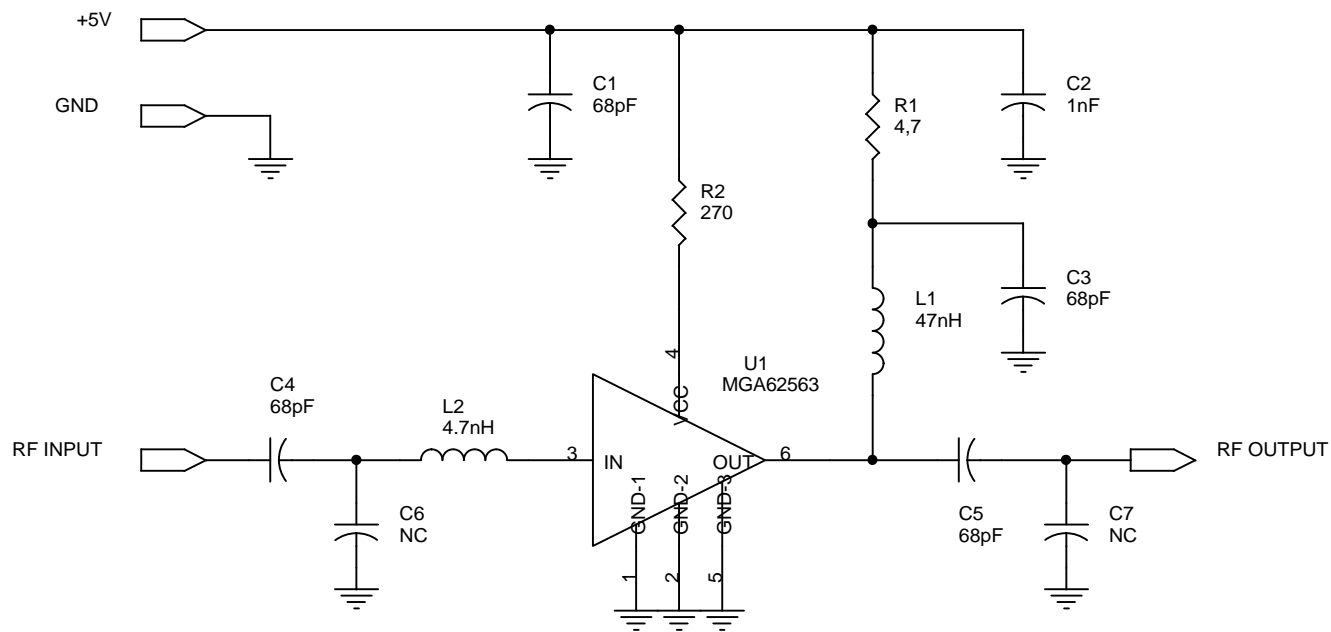 +5V
GND
C1
68pF
R1
4,7
C2
1nF
R2
270
L1
47nH
C3
68pF
4
U1
MGA62563
VCC
C4
68pF
L2
4.7nH
RF INPUT
3
IN
OUT
6
RF OUTPUT
GND-1
GND-2
GND-3
C6
NC
C5
68pF
C7
NC
1
2
5